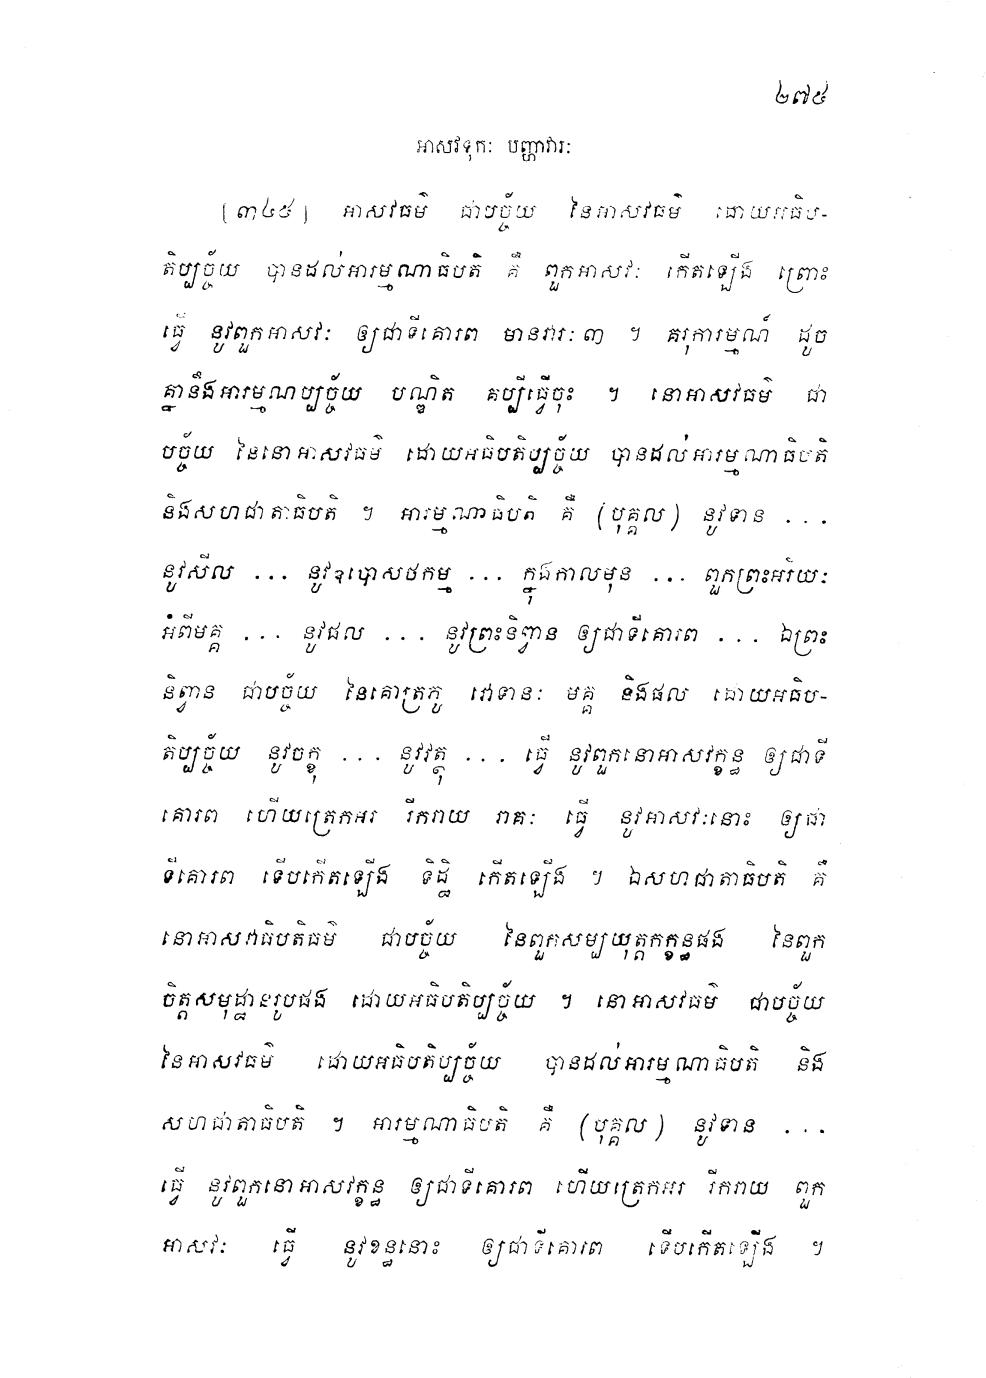 ២៧៥
អាសវទុកៈ បញ្ហាវារៈ
[៣៤៥] អាសវធម៌ ជាបច្ច័យ នៃអាសវធម៌ ដោយអធិប-
តិប្បច្ច័យ បានដល់អារម្មណាធិបតិ គឺ ពួកអាសវៈ កើតឡើង ព្រោះ
ធ្វើ នូវពួកអាសវៈ ឲ្យជាទីគោរព មានវារៈ ៣ ។ គរុការម្មណ៍ ដូច
គ្នានឹងអារម្មណប្បច្ច័យ បណ្ឌិត គប្បីធ្វើចុះ ។ នោអាសវធម៌ ជា
បច្ច័យ នៃនោអាសវធម៌ ដោយអធិបតិប្បច្ច័យ បានដល់អារម្មណាធិបតិ
និងសហជាតាធិបតិ ។ អារម្មណាធិបតិ គឺ (បុគ្គល) នូវទាន ...
នូវសីល ... នូវឧបោសថកម្ម ... ក្នុងកាលមុន ... ពួកព្រះអរិយៈ
អំពីមគ្គ ... នូវផល ... នូវព្រះនិព្វាន ឲ្យជាទីគោរព ... ឯព្រះ
និព្វាន ជាបច្ច័យ នៃគោត្រភូ វោទានៈ មគ្គ និងផល ដោយអធិប-
តិប្បច្ច័យ នូវចក្ខុ ... នូវវត្ថុ ... ធ្វើ នូវពួកនោអាសវក្ខន្ធ ឲ្យជាទី
គោរព ហើយត្រេកអរ រីករាយ រាគៈ ធ្វើ នូវអាសវៈនោះ ឲ្យជា
ទីគោរព ទើបកើតឡើង ទិដ្ឋិ កើតឡើង ។ ឯសហជាតាធិបតិ គឺ
នោអាសវាធិបតិធម៌ ជាបច្ច័យ នៃពួកសម្បយុត្តកក្ខន្ធផង នៃពួក
ចិត្តសមុដ្ឋានរូបផង ដោយអធិបតិប្បច្ច័យ ។ នោអាសវធម៌ ជាបច្ច័យ
នៃអាសវធម៌ ដោយអធិបតិប្បច្ច័យ បានដល់អារម្មណាធិបតិ និង
សហជាតាធិបតិ ។ អារម្មណាធិបតិ គឺ (បុគ្គល) នូវទាន ...
ធ្វើ នូវពួកនោអាសវក្ខន្ធ ឲ្យជាទីគោរព ហើយត្រេកអរ រីករាយ ពួក
អាសវៈ ធ្វើ នូវខន្ធនោះ ឲ្យជាទីគោរព ទើបកើតឡើង ។